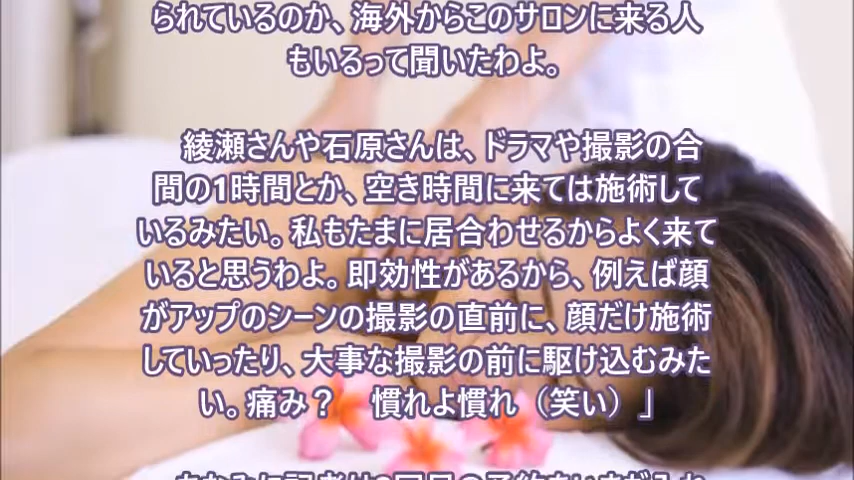 られているのか、海外からこのサロンに来る人
もいるって聞いたわよ。
綾瀬さんや石原さんは、ドラマや撮影の合
間の1時間とか、空き時間に来ては施術して
いるみたい。私もたまに居合わせるからよく来て
いると思うわよ。即効性があるから、例えば顔
がアップのシーンの撮影の直前に、顔だけ施術
していったり、大事な撮影の前に駆け込むみた
い。痛み？　慣れよ慣れ（笑い）」